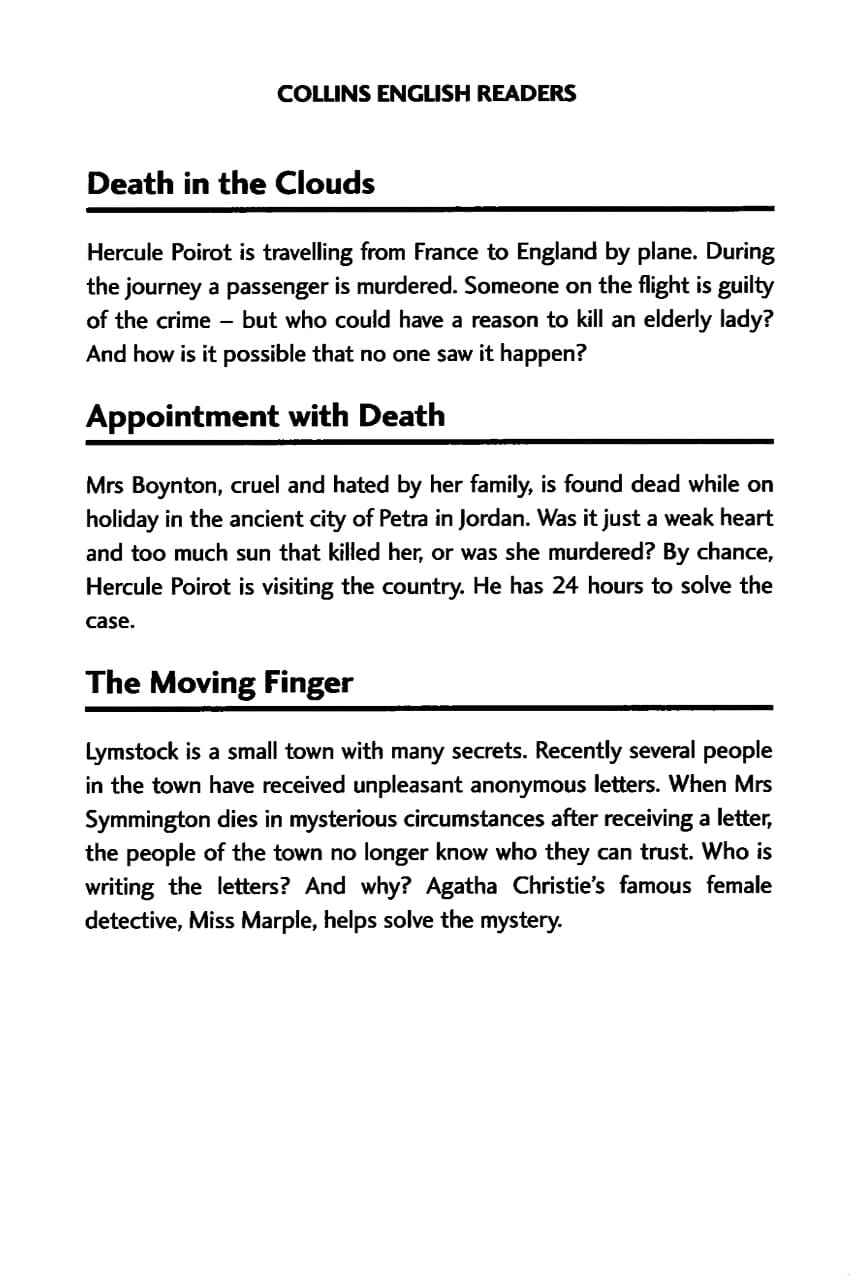 COLLINS ENGLISH READERS
Death in the Clouds
Hercule Poirot is travelling from France to England by plane. During
the journey a passenger is murdered. Someone on the flight is guilty
of the crime – but who could have a reason to kill an elderly lady?
And how is it possible that no one saw it happen?
Appointment with Death
Mrs Boynton, cruel and hated by her family, is found dead while on
holiday in the ancient city of Petra in Jordan. Was it just a weak heart
and too much sun that killed her, or was she murdered? By chance,
Hercule Poirot is visiting the country. He has 24 hours to solve the
case.
The Moving Finger
Lymstock is a small town with many secrets. Recently several people
in the town have received unpleasant anonymous letters. When Mrs
Symmington dies in mysterious circumstances after receiving a letter,
the people of the town no longer know who they can trust. Who is
writing the letters? And why? Agatha Christie's famous female
detective, Miss Marple, helps solve the mystery.